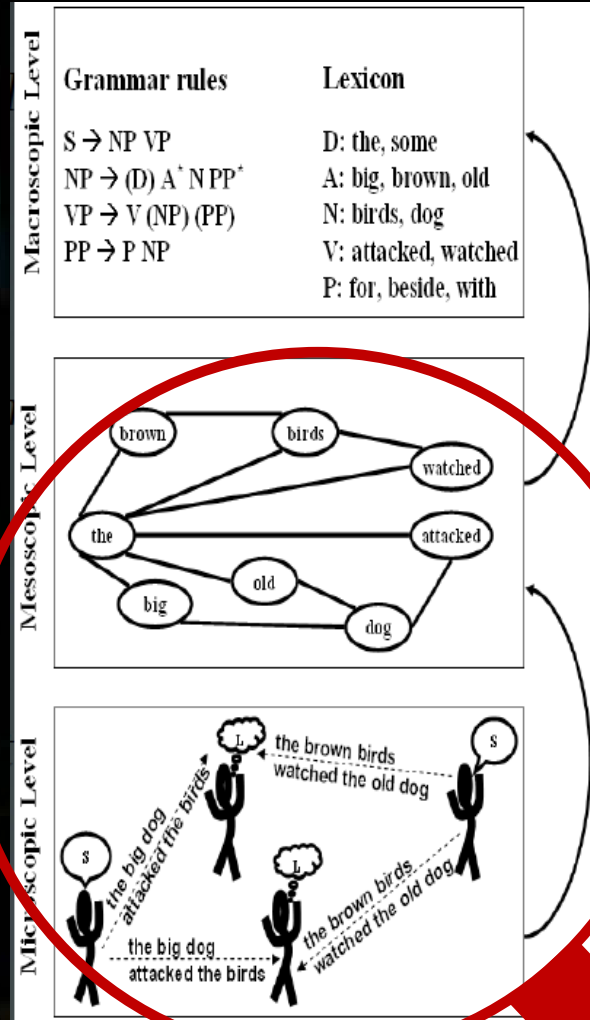 Macroscopic Level
Grammar rules
S → NP VP
NP → (D) A* N PP*
VP → V (NP) (PP)
PP → P NP
Lexicon
D: the, some
A: big, brown, old
N: birds, dog
V: attacked, watched
P: for, beside, with
Mesoscopic Level
brown
birds
watched
the
attacked
old
big
dog
Microscopic Level
L
S
the brown birds
watched the old dog
the big dog
attacked the birds
S
L
the brown birds
watched the old dog
the big dog
attacked the birds